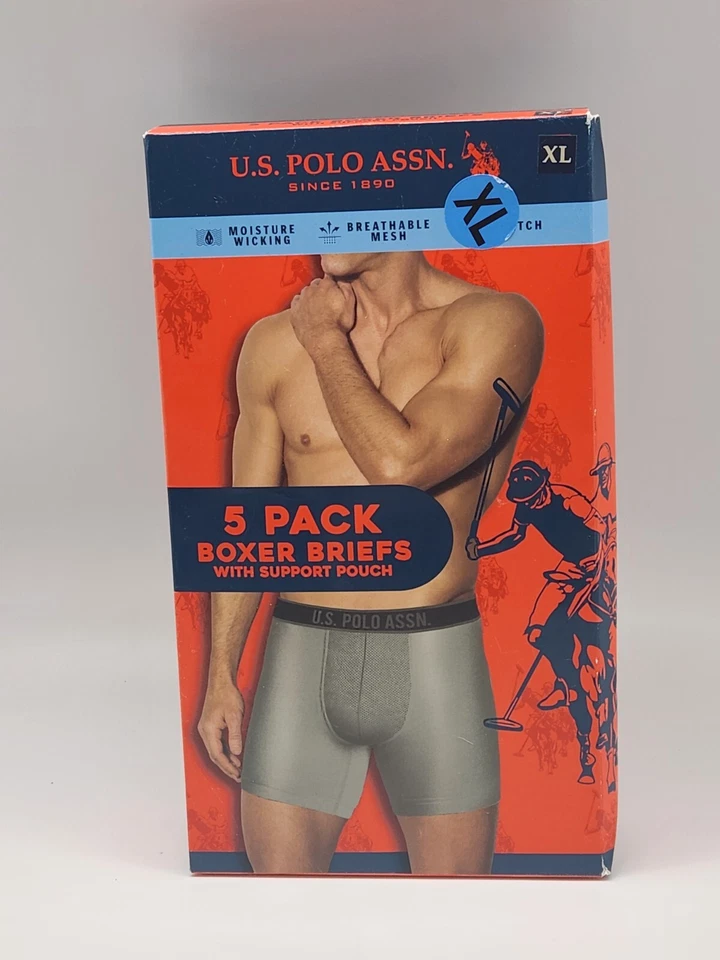 U.S. POLO ASSN.
SINCE 1890
XL
XL
MOISTURE
WICKING
BREATHABLE
MESH
TCH
5 PACK
BOXER BRIEFS
WITH SUPPORT POUCH
U.S. POLO ASSN.